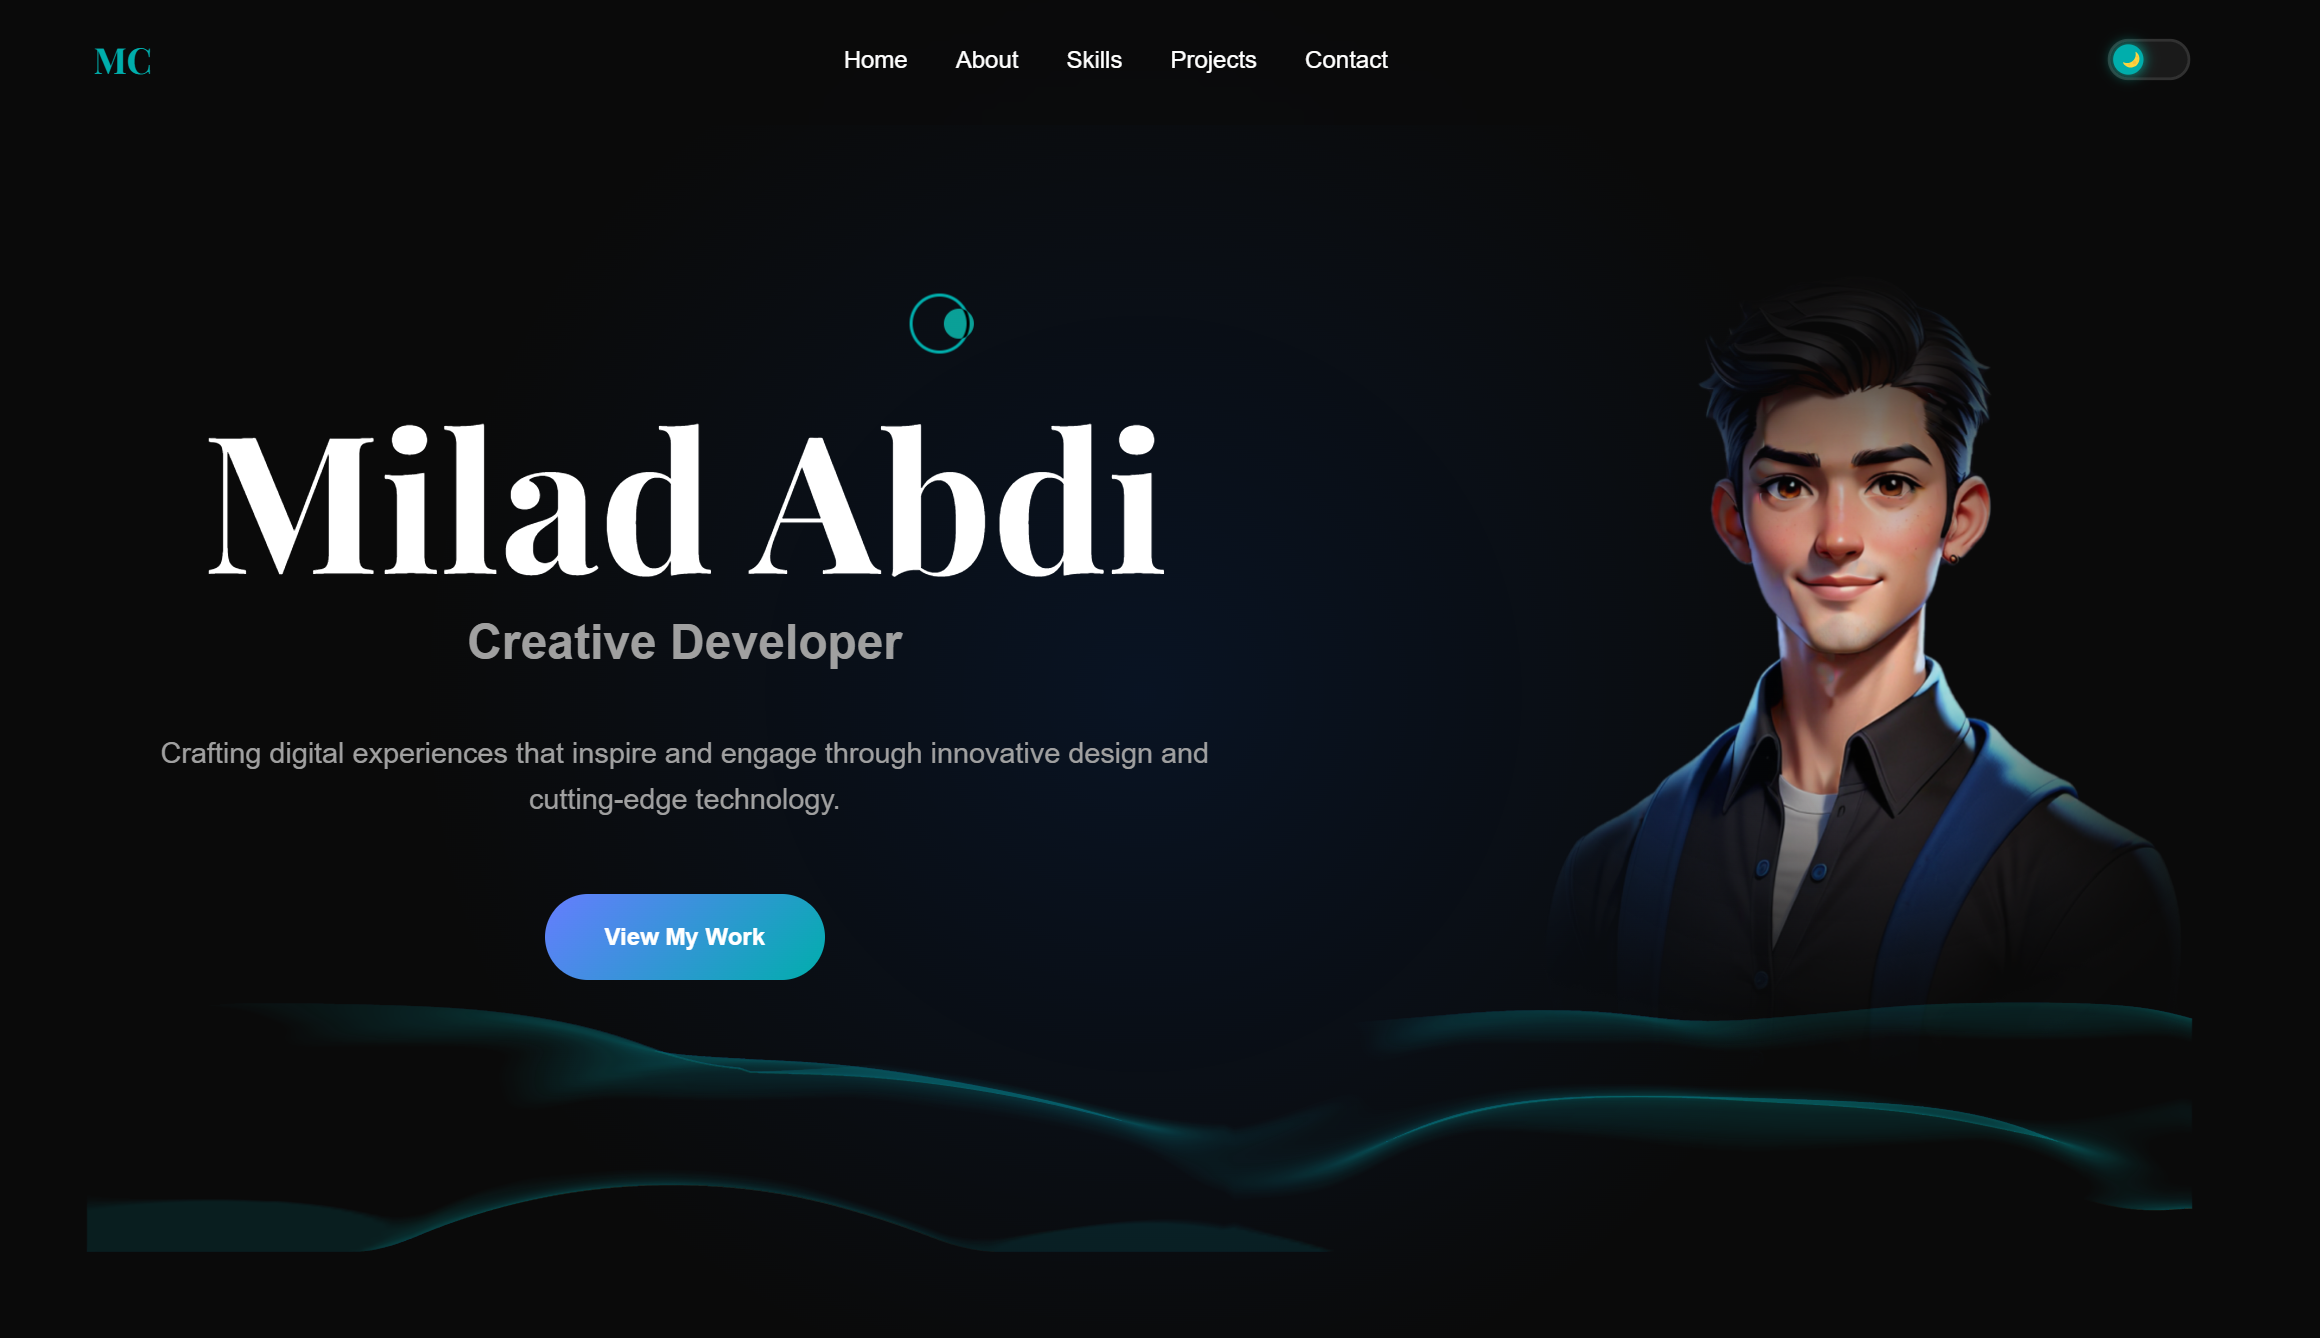 MC
Home
About
Skills
Projects
Contact
Milad Abdi
Creative Developer
Crafting digital experiences that inspire and engage through innovative design and
cutting-edge technology.
View My Work